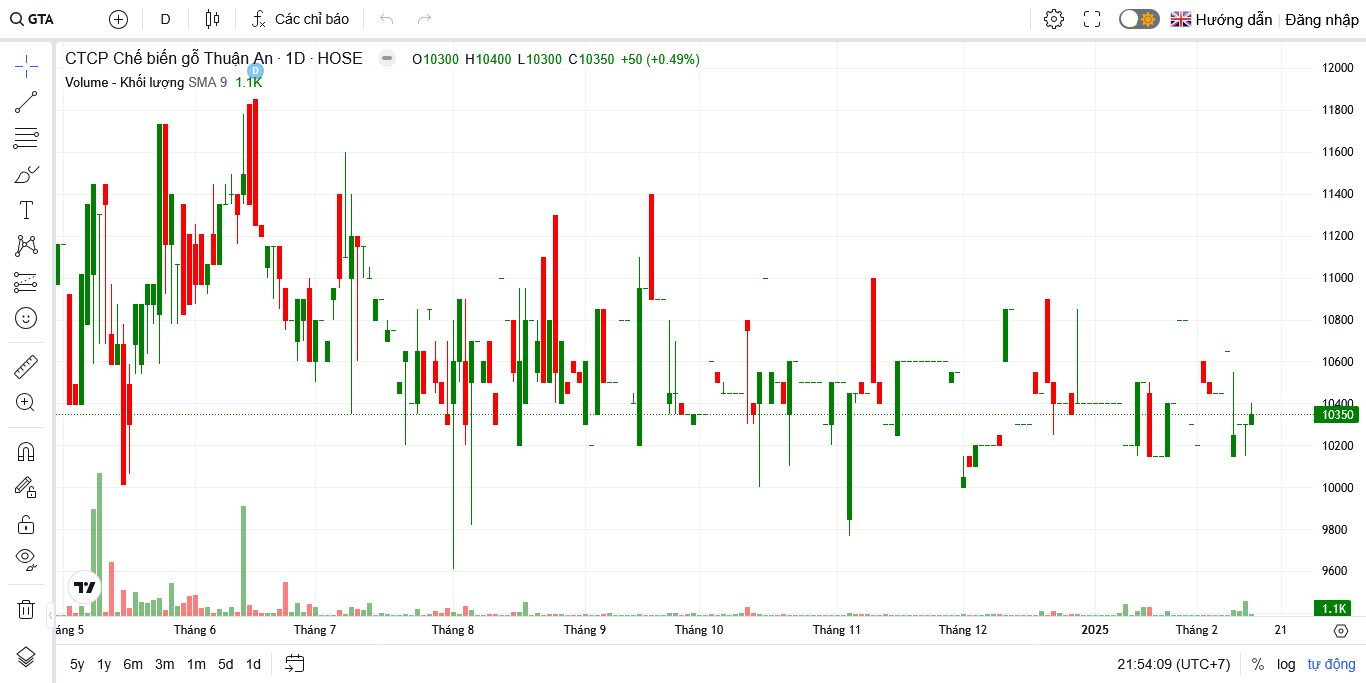 GTA
D
Các chỉ báo
Hướng dẫn
Đăng nhập
CTCP Chế biến gỗ Thuận An · 1D · HOSE
O10300 H10400 L10300 C10350 +50 (+0.49%)
D
Volume - Khối lượng SMA 9 1.1K
12000
11800
11600
11400
11200
11000
10800
10600
10400
10350
10200
10000
9800
9600
1.1K
áng 5 Tháng 6 Tháng 7 Tháng 8 Tháng 9 Tháng 10 Tháng 11 Tháng 12 2025 Tháng 2 21
5y 1y 6m 3m 1m 5d 1d
21:54:09 (UTC+7) % log tự động